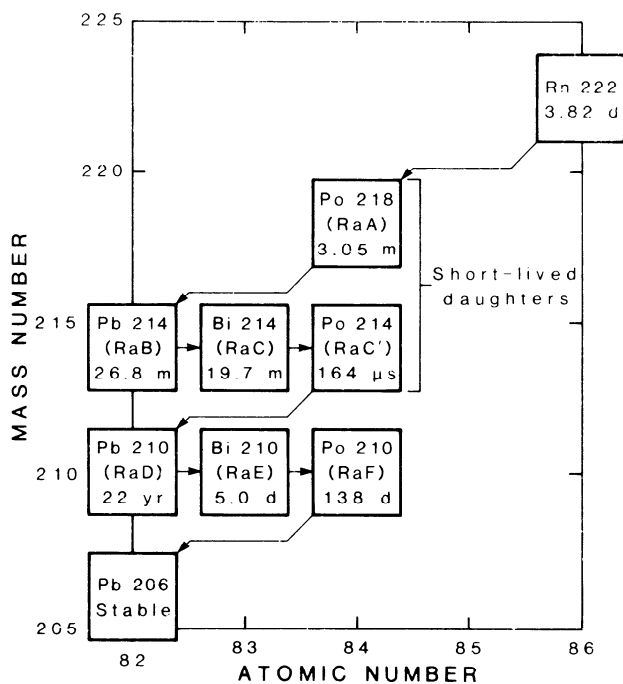 225
Rn 222
3.82 d
220
Po 218
(RaA)
3.05 m
Short-lived
daughters
MASS NUMBER
215
Pb 214
(RaB)
26.8 m
Bi 214
(RaC)
19.7 m
Po 214
(RaC')
164 μs
210
Pb 210
(RaD)
22 yr
Bi 210
(RaE)
5.0 d
Po 210
(RaF)
138 d
Pb 206
Stable
205
82
83
84
85
86
ATOMIC NUMBER